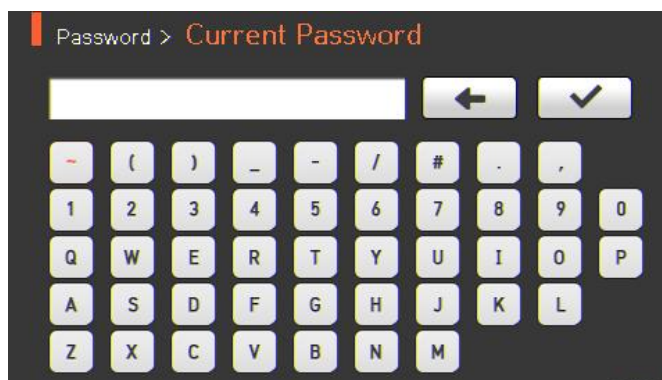 Password > Current Password
~ ( ) _ - / # . ,
1 2 3 4 5 6 7 8 9 0
Q W E R T Y U I O P
A S D F G H J K L
Z X C V B N M